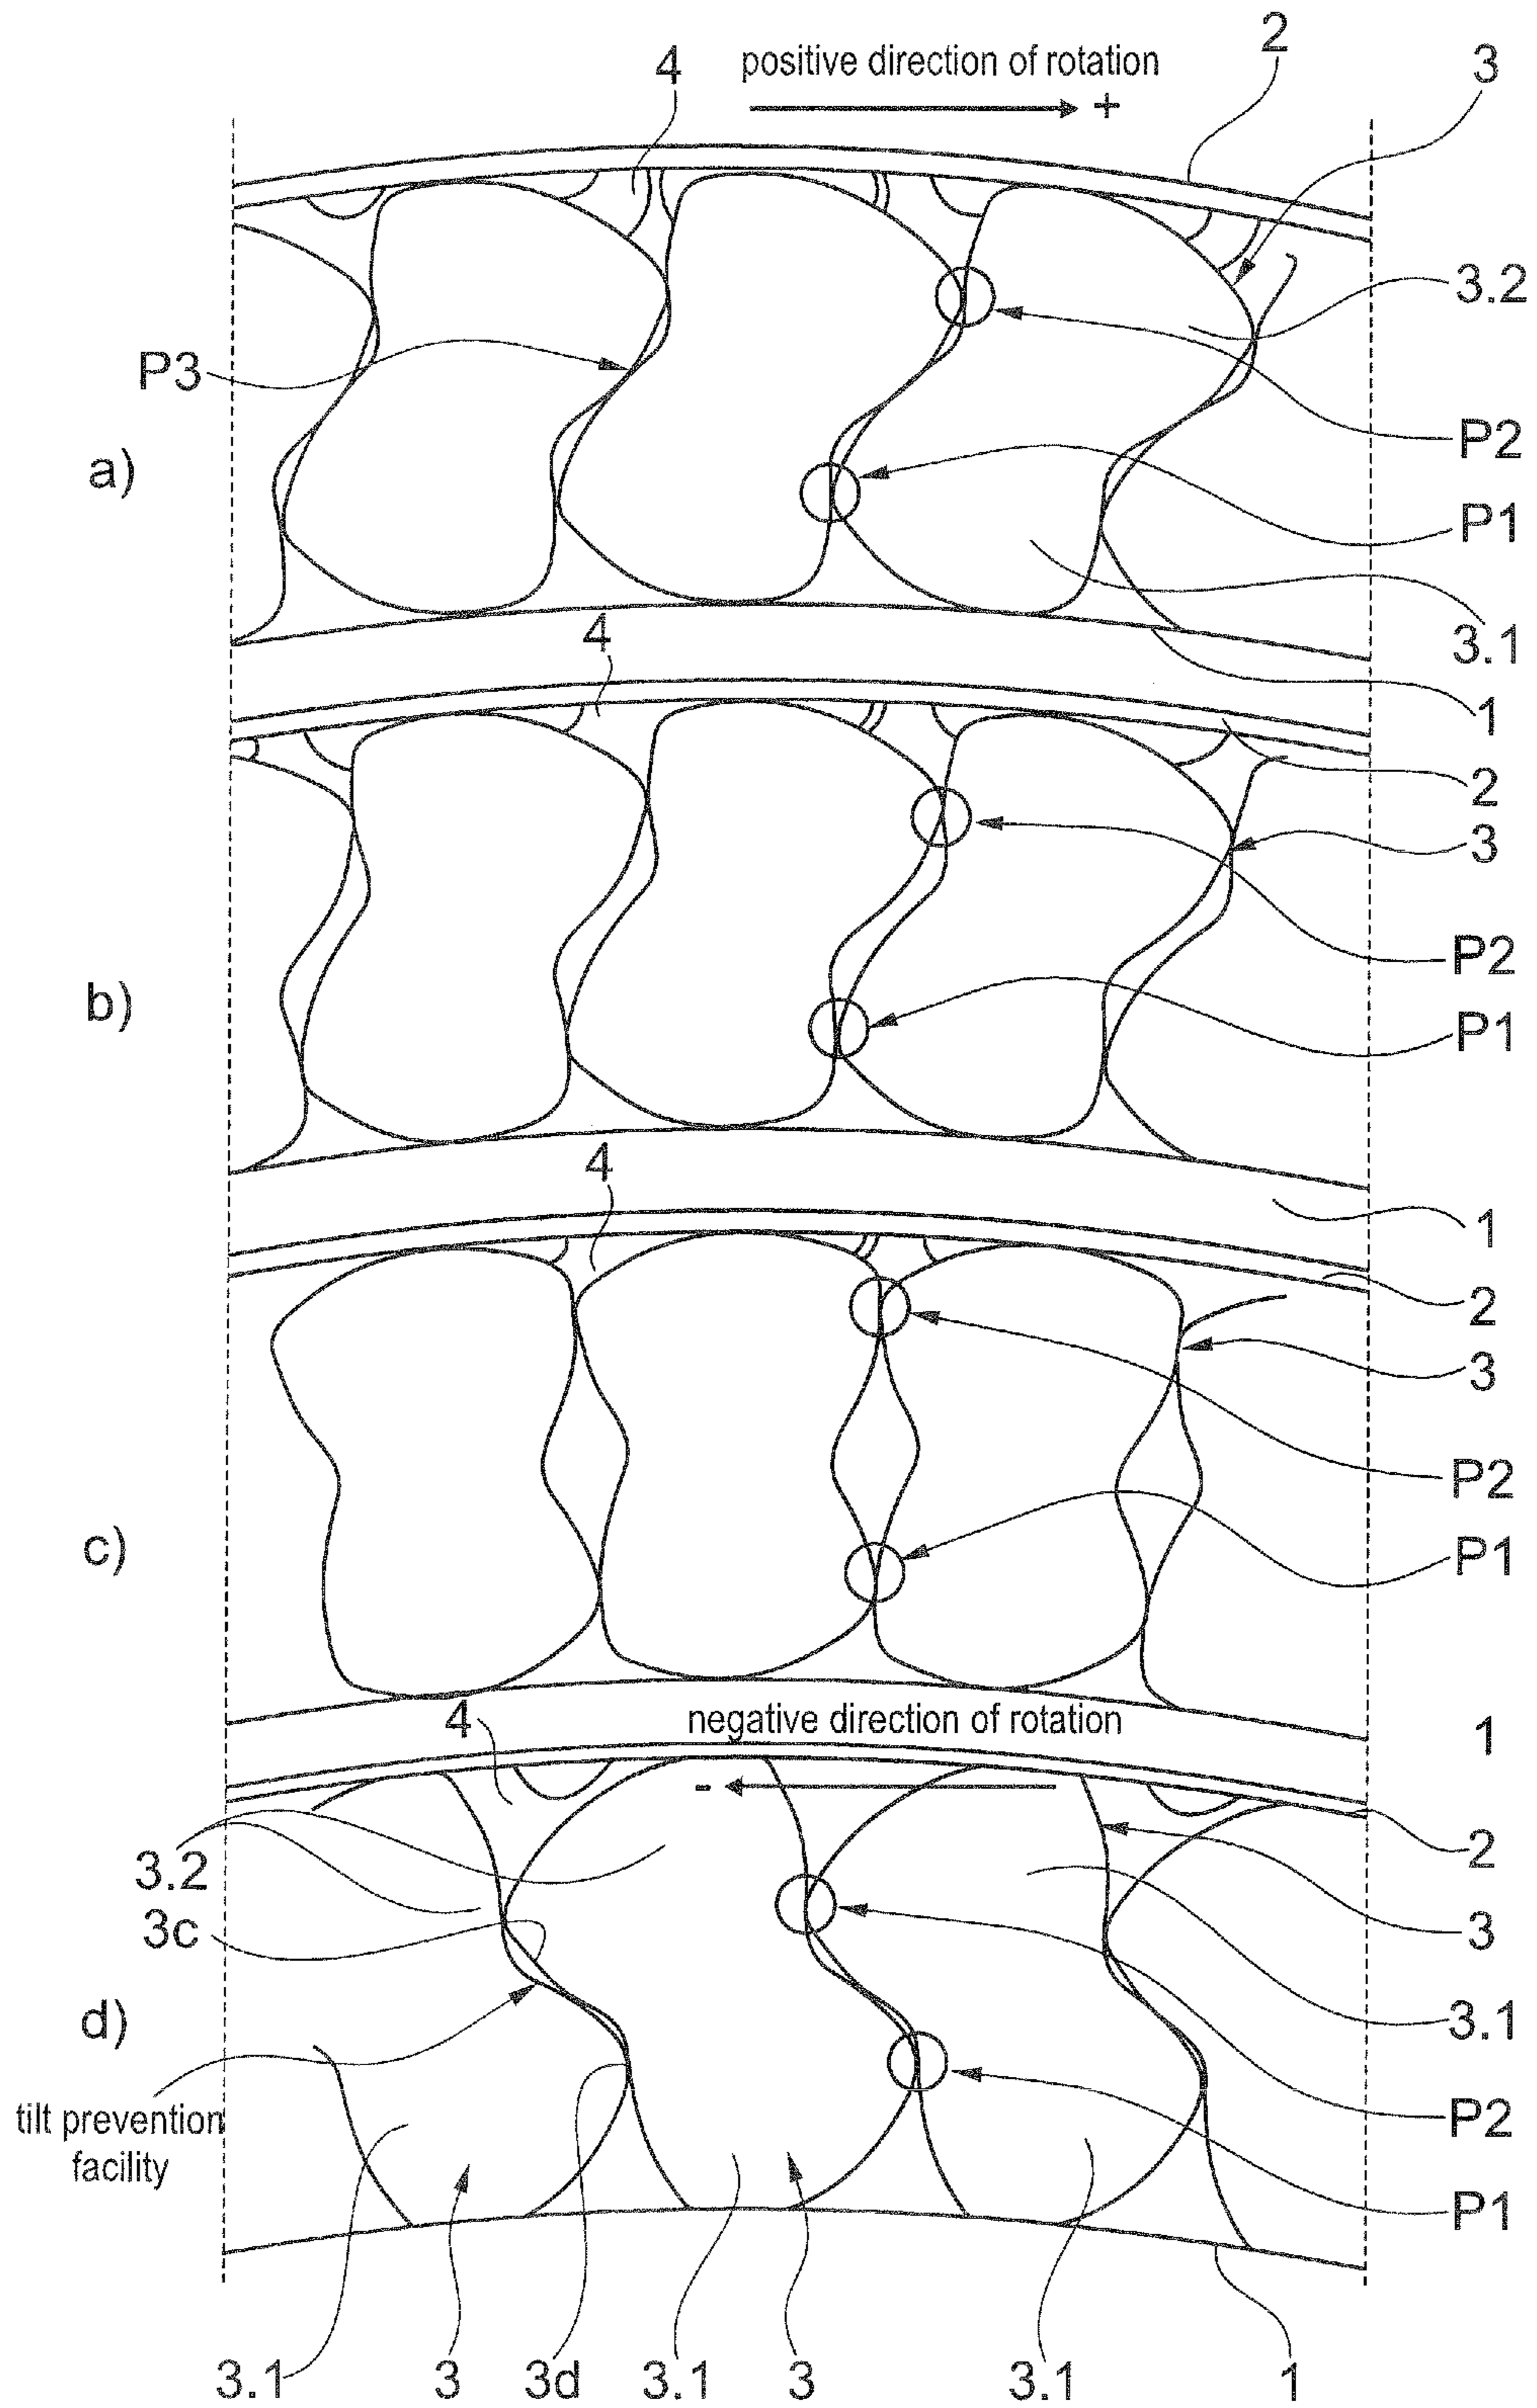 2
4 positive direction of rotation 3
+
3.2
P3
P2
a)
P1
4 3.1
1
2
3
P2
b)
P1
4
1
2
3
P2
c)
P1
4 negative direction of rotation 1
-
3.2 2
3c 3
d) 3.1
tilt prevention P2
facility
P1
3.1 3 3d 3.1 3 3.1 1